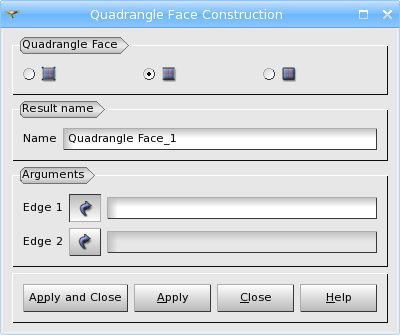 Quadrangle Face Construction
Quadrangle Face
Result name
Name Quadrangle Face_1
Arguments
Edge 1
Edge 2
Apply and Close Apply Close Help